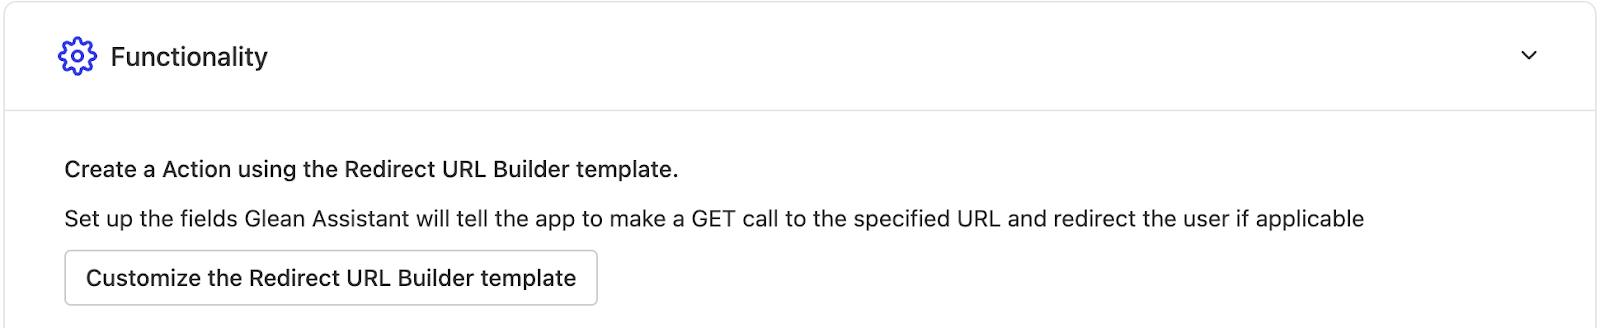 Functionality
Create a Action using the Redirect URL Builder template.
Set up the fields Glean Assistant will tell the app to make a GET call to the specified URL and redirect the user if applicable
Customize the Redirect URL Builder template